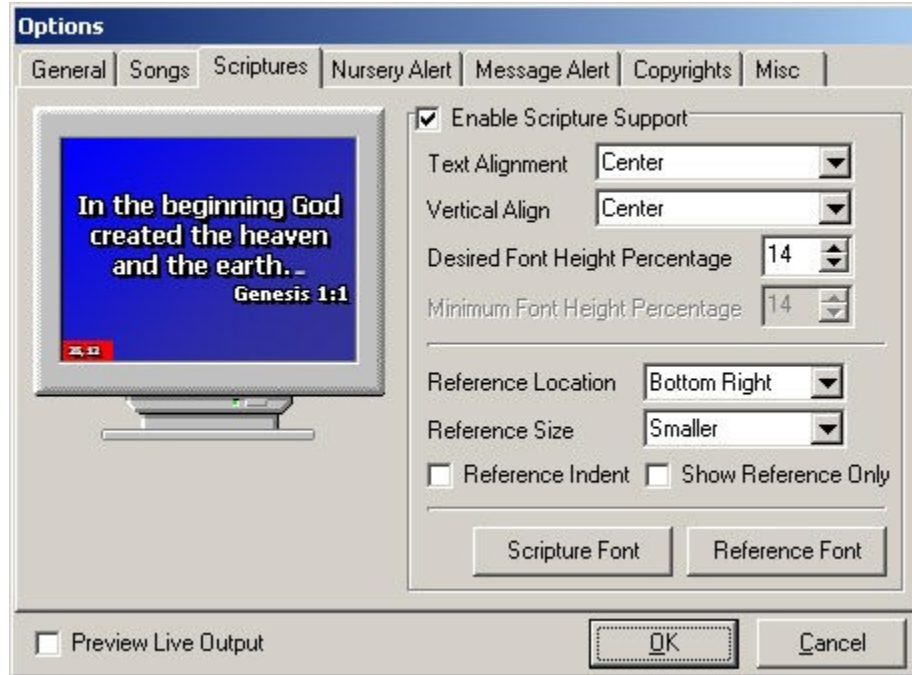 Options
General Songs Scriptures Nursery Alert Message Alert Copyrights Misc
In the beginning God
created the heaven
and the earth.
Genesis 1:1
Enable Scripture Support
Text Alignment Center
Vertical Align Center
Desired Font Height Percentage 14
Minimum Font Height Percentage 14
Reference Location Bottom Right
Reference Size Smaller
Reference Indent Show Reference Only
Scripture Font Reference Font
Preview Live Output OK Cancel